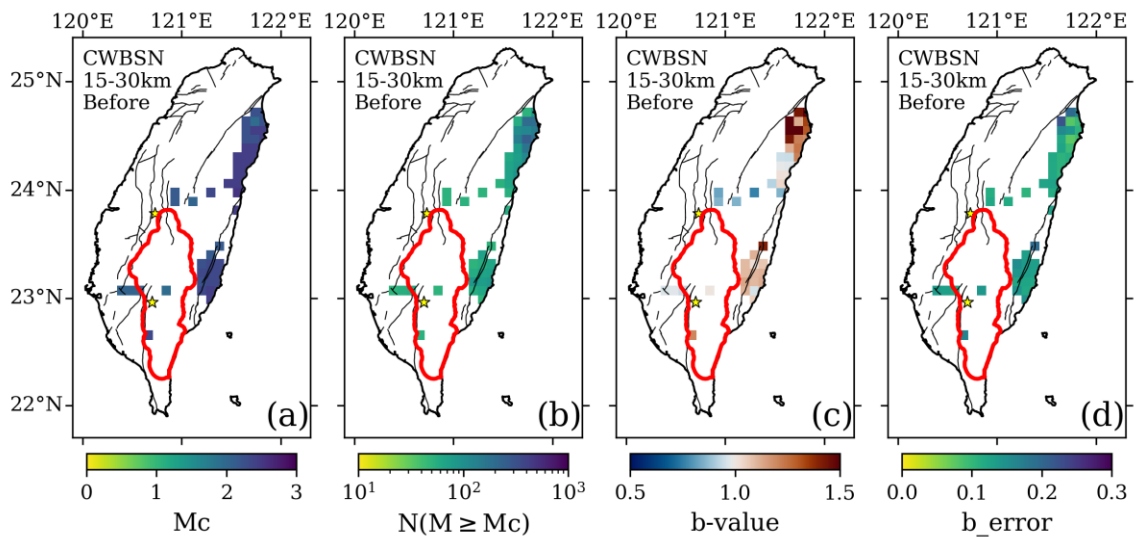 120°E 121°E 122°E 120°E 121°E 122°E 120°E 121°E 122°E 120°E 121°E 122°E
CWBSN CWBSN CWBSN CWBSN
25°N 15-30km 15-30km 15-30km 15-30km
Before Before Before Before
24°N
23°N
22°N
(a) (b) (c) (d)
0 1 2 3 10¹ 10² 10³ 0.5 1.0 1.5 0.0 0.1 0.2 0.3
Mc N(M ≥ Mc) b-value b_error